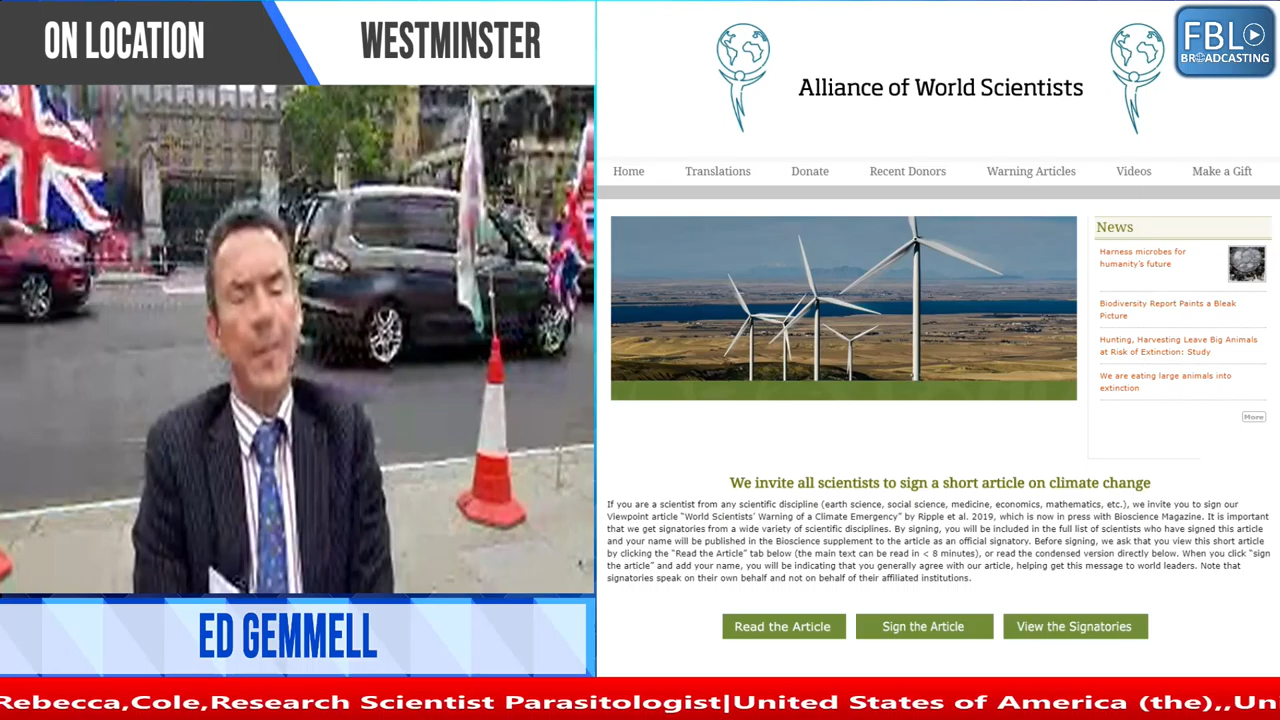 ON LOCATION
WESTMINSTER
FBL
BROADCASTING
Alliance of World Scientists
Home
Translations
Donate
Recent Donors
Warning Articles
Videos
Make a Gift
News
Harness microbes for
humanity's future
Biodiversity Report Paints a Bleak
Picture
Hunting, Harvesting Leave Big Animals
at Risk of Extinction: Study
We are eating large animals into
extinction
More
We invite all scientists to sign a short article on climate change
If you are a scientist from any scientific discipline (earth science, social science, medicine, economics, mathematics, etc.), we invite you to sign our
Viewpoint article "World Scientists' Warning of a Climate Emergency" by Ripple et al. 2019, which is now in press with Bioscience Magazine. It is important
that we get signatories from a wide variety of scientific disciplines. By signing, you will be included in the full list of scientists who have signed this article
and your name will be published in the Bioscience supplement to the article as an official signatory. Before signing, we ask that you view this short article
by clicking the "Read the Article" tab below (the main text can be read in < 8 minutes), or read the condensed version directly below. When you click "sign
the article" and add your name, you will be indicating that you generally agree with our article, helping get this message to world leaders. Note that
signatories speak on their own behalf and not on behalf of their affiliated institutions.
Read the Article
Sign the Article
View the Signatories
ED GEMMELL
Rebecca,Cole,Research Scientist Parasitologist|United States of America (the),,Un